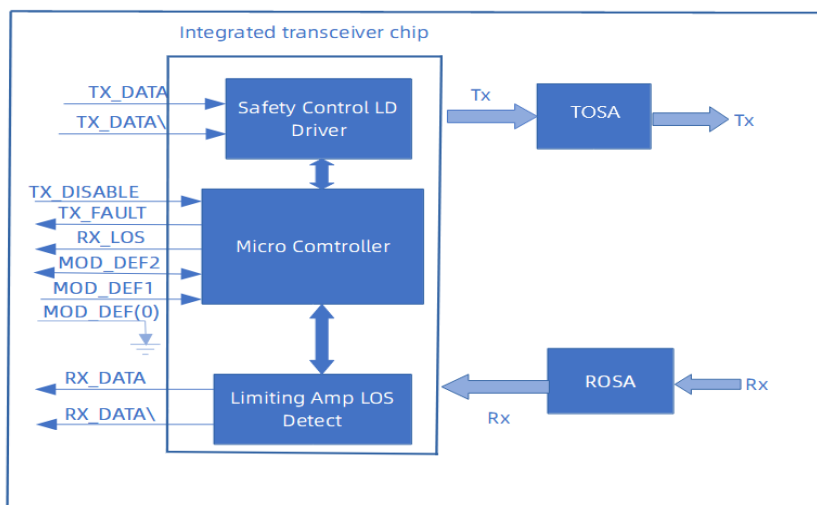 Integrated transceiver chip
TX_DATA
TX_DATA\
Safety Control LD
Driver
Tx
TOSA
Tx
TX_DISABLE
TX_FAULT
RX_LOS
MOD_DEF2
MOD_DEF1
MOD_DEF(0)
Micro Comtroller
RX_DATA
RX_DATA\
Limiting Amp LOS
Detect
Rx
ROSA
Rx